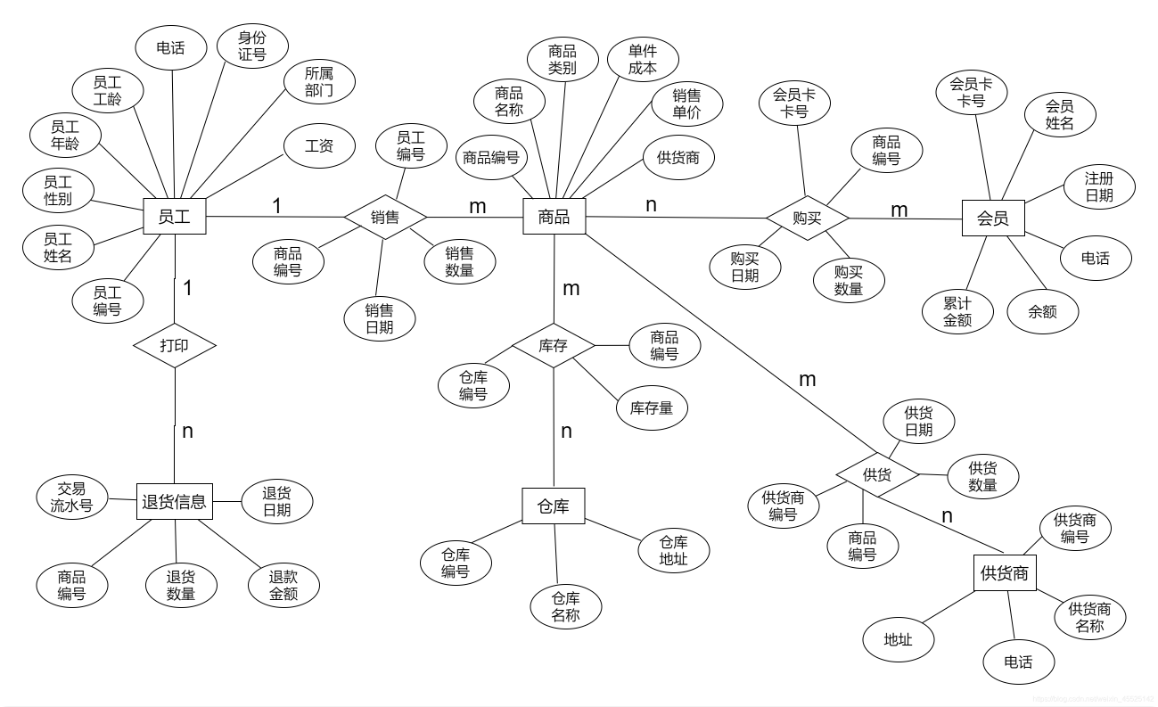 电话
身份
证号
员工
工龄
所属
部门
员工
年龄
工资
员工
性别
员工
姓名
员工
编号
员工
1
销售
员工
编号
商品
编号
销售
日期
销售
数量
m
商品
商品编号
商品
名称
商品
类别
单件
成本
销售
单价
供货商
n
购买
会员卡
卡号
商品
编号
购买
日期
购买
数量
m
会员
会员卡
卡号
会员
姓名
注册
日期
电话
余额
累计
金额
1
打印
n
退货信息
交易
流水号
退货
日期
商品
编号
退货
数量
退款
金额
m
库存
商品
编号
仓库
编号
库存量
n
仓库
仓库
编号
仓库
名称
仓库
地址
m
供货
供货
日期
供货
数量
供货商
编号
商品
编号
n
供货商
供货商
编号
供货商
名称
地址
电话